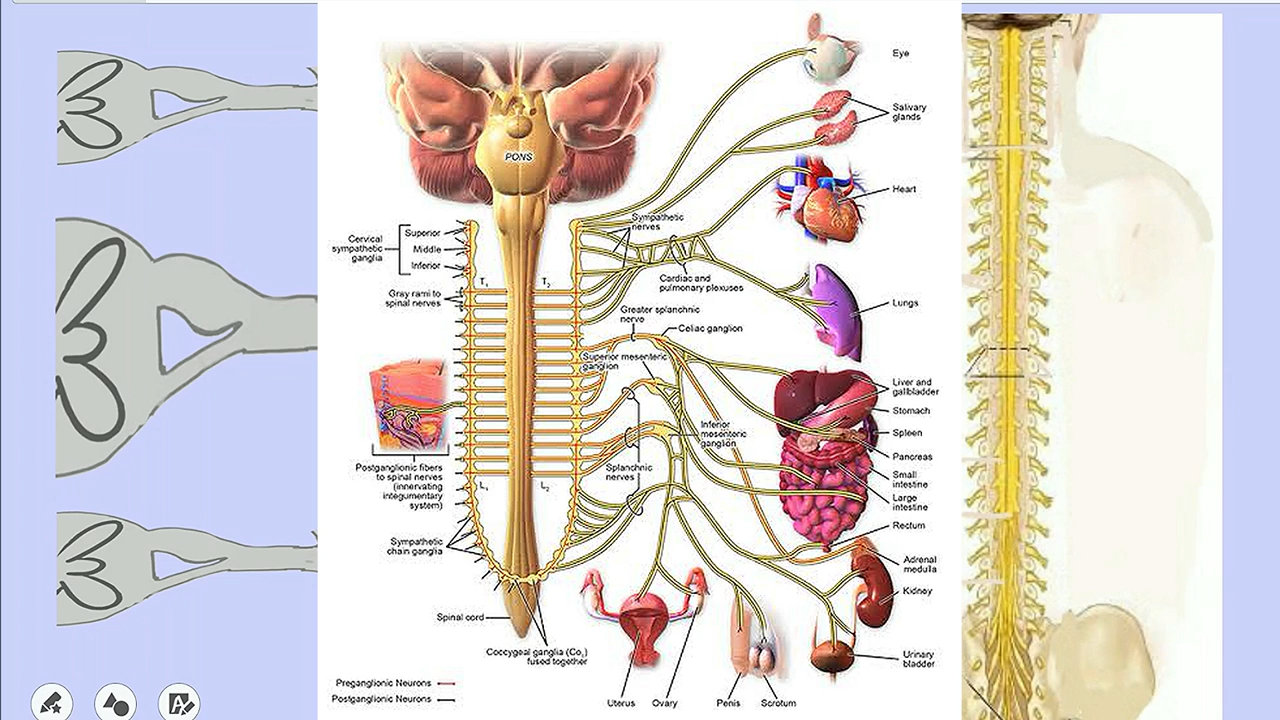 PONS
Eye
Salivary
glands
Heart
Sympathetic
nerves
Cervical
sympathetic
ganglia
Superior
Middle
Inferior
Cardiac and
pulmonary plexuses
T1
T2
Gray rami to
spinal nerves
Lungs
Greater splanchnic
nerve
Celiac ganglion
Superior mesenteric
ganglion
Liver and
gallbladder
Stomach
Inferior
mesenteric
ganglion
Spleen
Pancreas
Splanchnic
nerves
Small
intestine
Large
intestine
Postganglionic fibers
to spinal nerves
(innervating
integumentary
system)
L1
L2
Rectum
Sympathetic
chain ganglia
Adrenal
medulla
Kidney
Spinal cord
Coccygeal ganglia (Co1)
fused together
Urinary
bladder
Preganglionic Neurons
Postganglionic Neurons
Uterus
Ovary
Penis
Scrotum
A